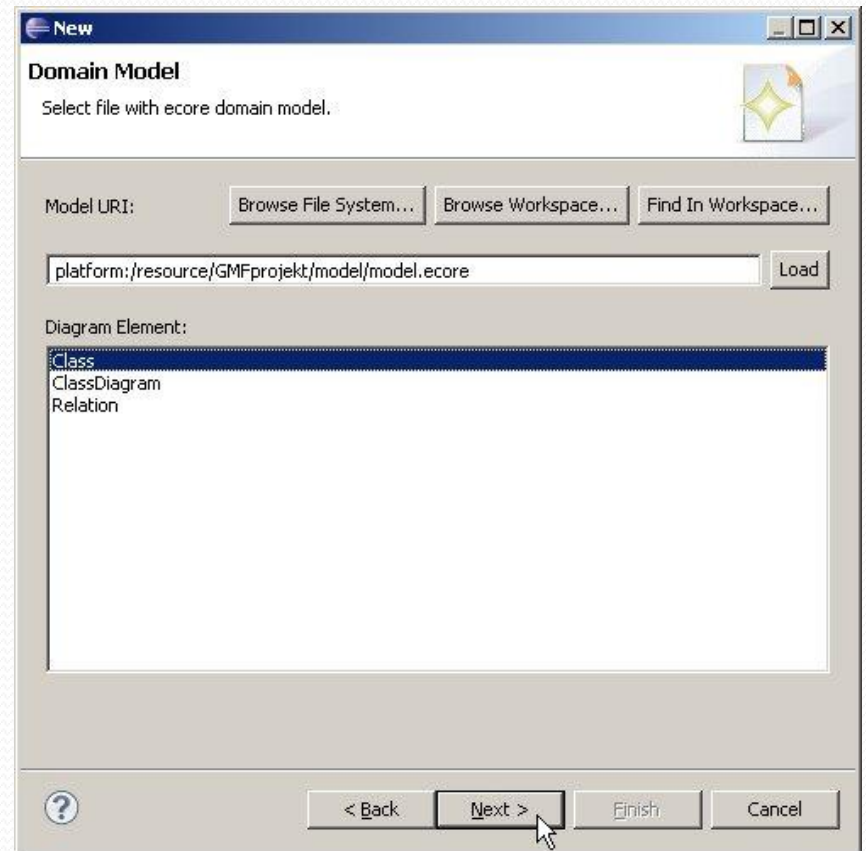 New
Domain Model
Select file with ecore domain model.
Model URI: Browse File System... Browse Workspace... Find In Workspace...
platform:/resource/GMFprojekt/model/model.ecore Load
Diagram Element:
Class
ClassDiagram
Relation
? < Back Next > Finish Cancel